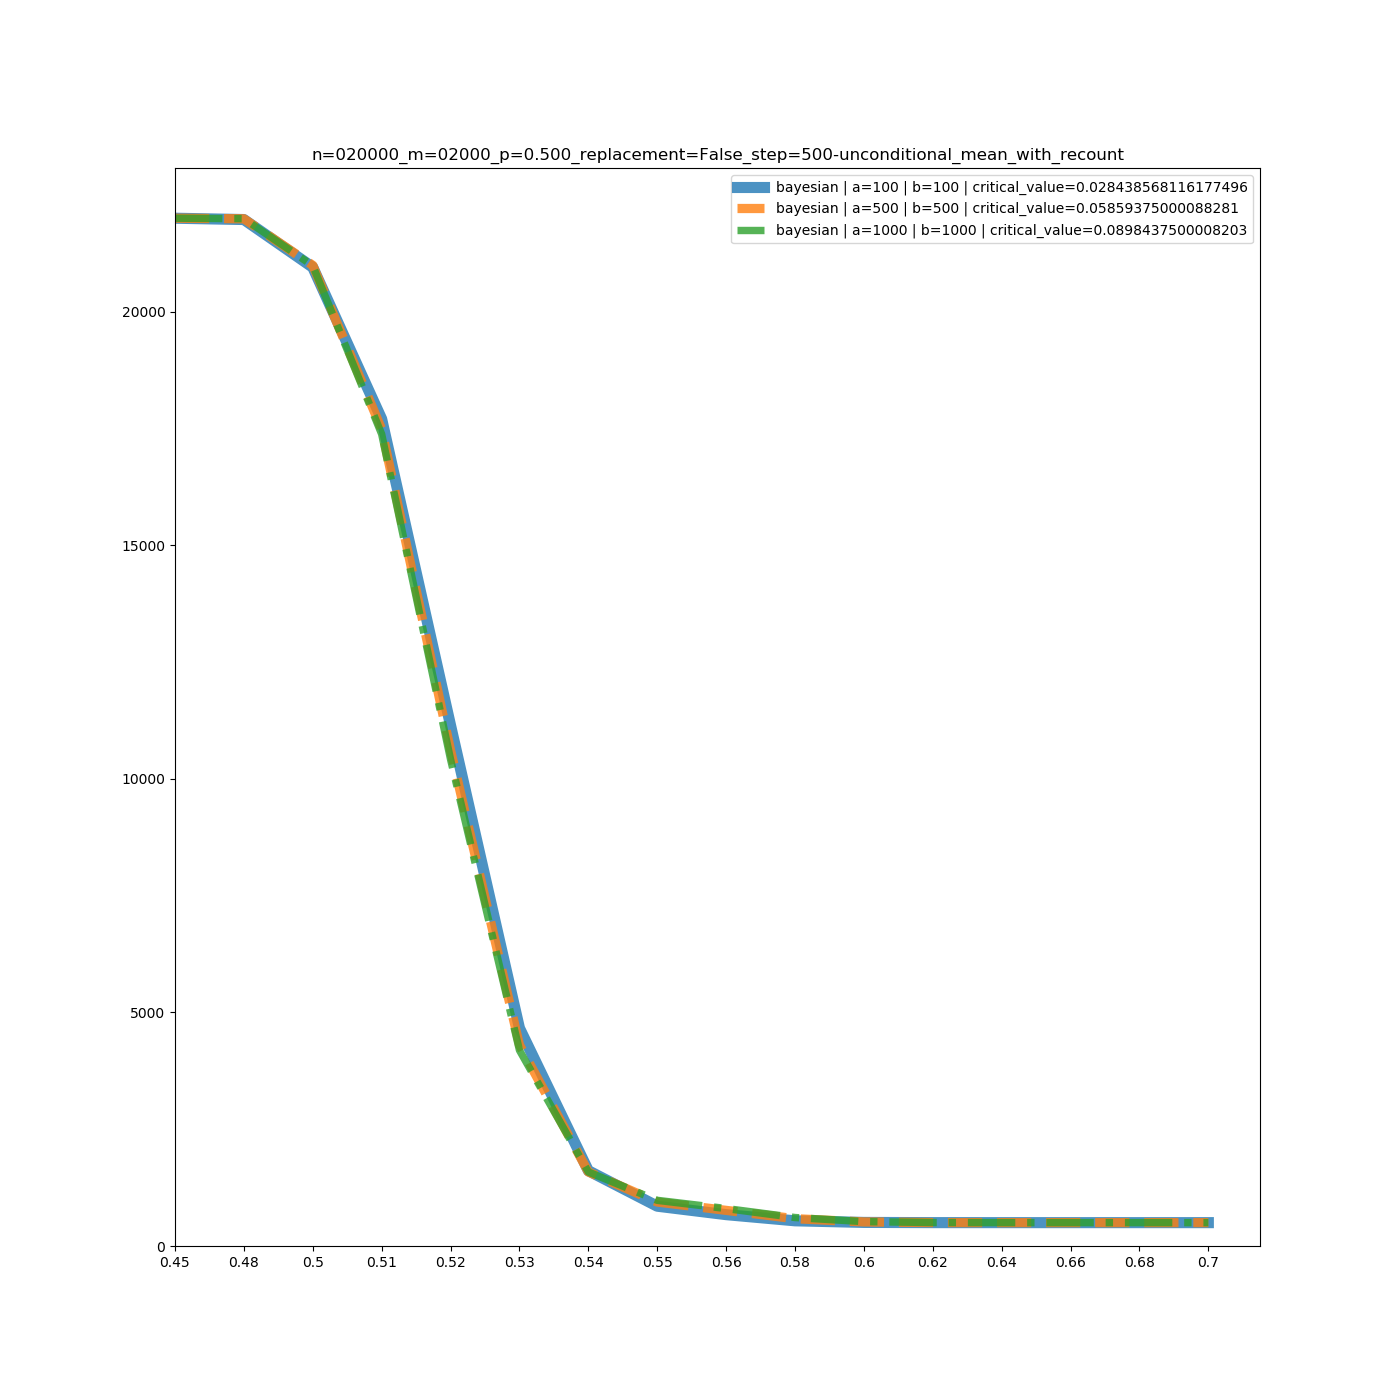 n=020000_m=02000_p=0.500_replacement=False_step=500-unconditional_mean_with_recount
bayesian | a=100 | b=100 | critical_value=0.028438568116177496
bayesian | a=500 | b=500 | critical_value=0.05859375000088281
bayesian | a=1000 | b=1000 | critical_value=0.0898437500008203
20000
15000
10000
5000
0
0.45 0.48 0.5 0.51 0.52 0.53 0.54 0.55 0.56 0.58 0.6 0.62 0.64 0.66 0.68 0.7